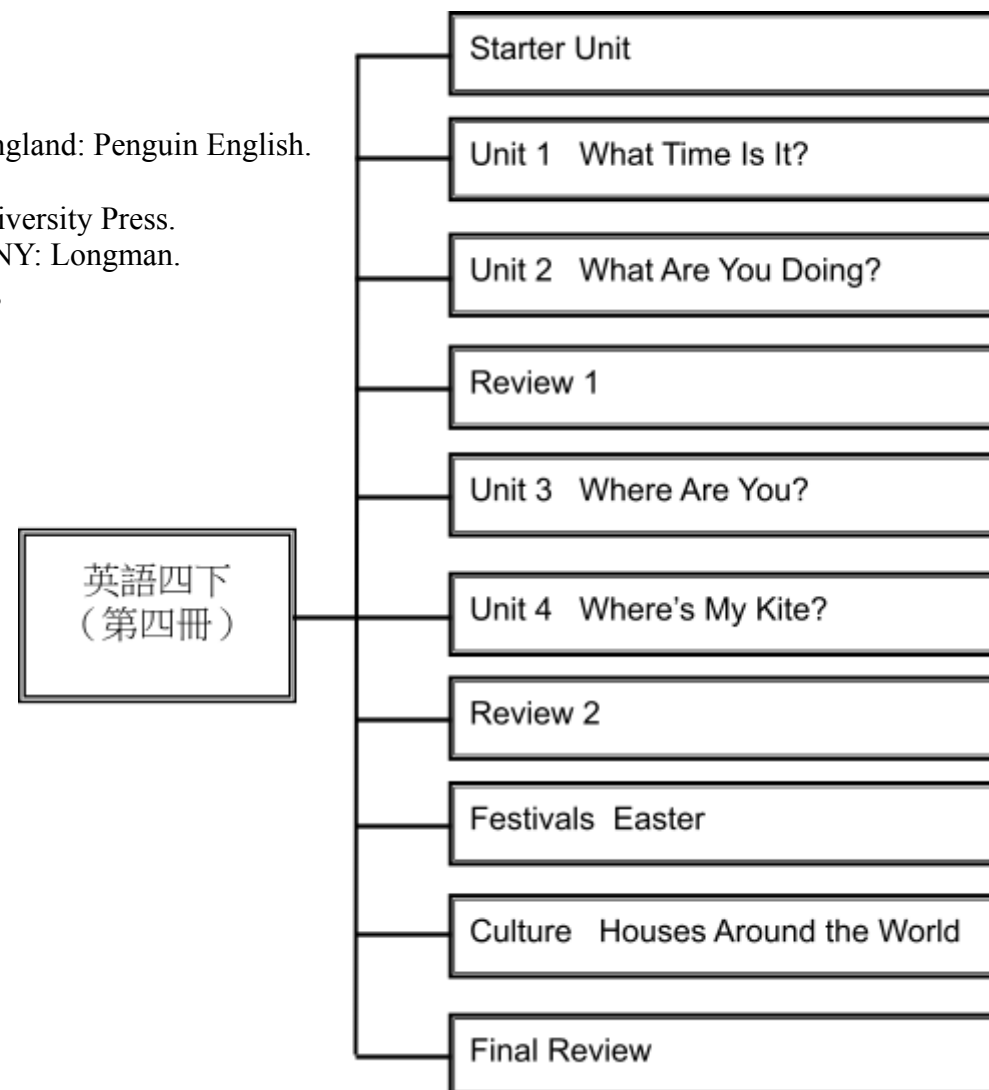 England: Penguin English.
University Press.
NY: Longman.
英語四下
（第四冊）
Starter Unit
Unit 1 What Time Is It?
Unit 2 What Are You Doing?
Review 1
Unit 3 Where Are You?
Unit 4 Where's My Kite?
Review 2
Festivals Easter
Culture Houses Around the World
Final Review